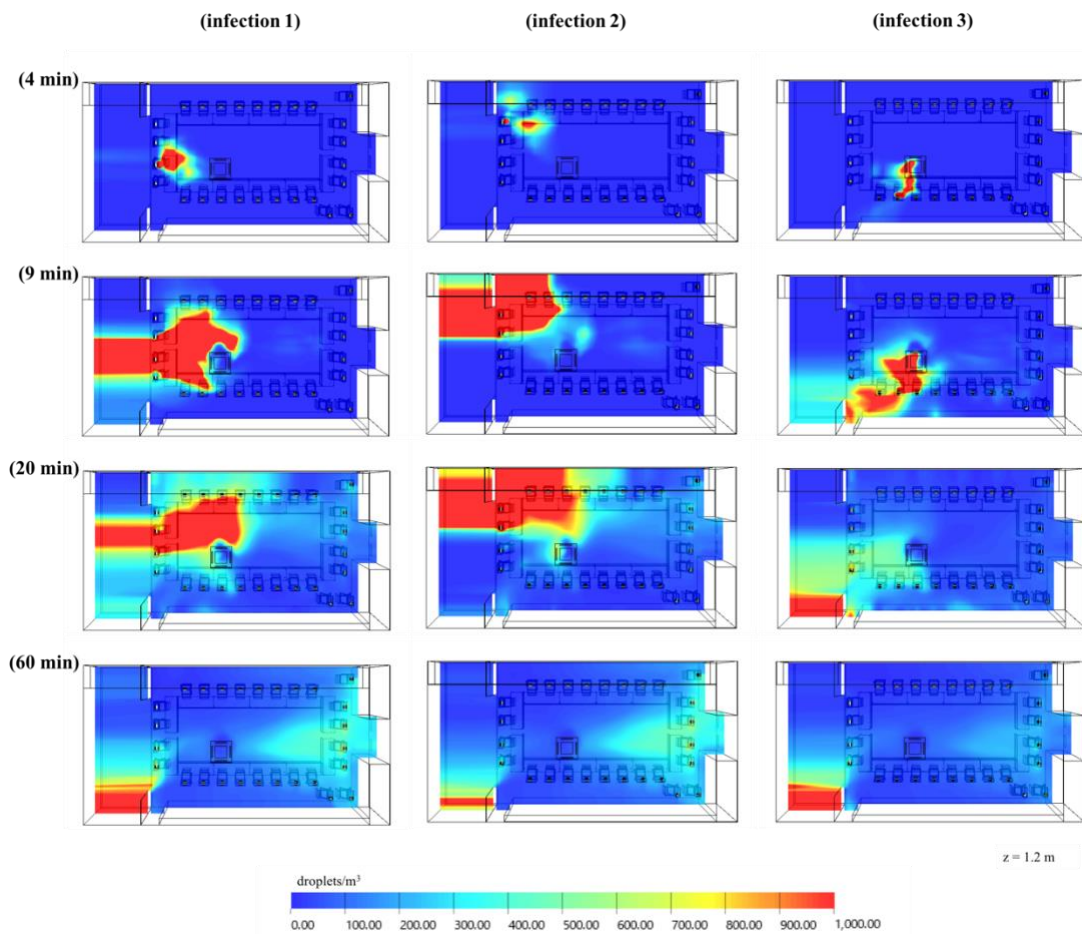 (infection 1) (infection 2) (infection 3)
(4 min)
(9 min)
(20 min)
(60 min)
z = 1.2 m
droplets/m³
0.00 100.00 200.00 300.00 400.00 500.00 600.00 700.00 800.00 900.00 1,000.00